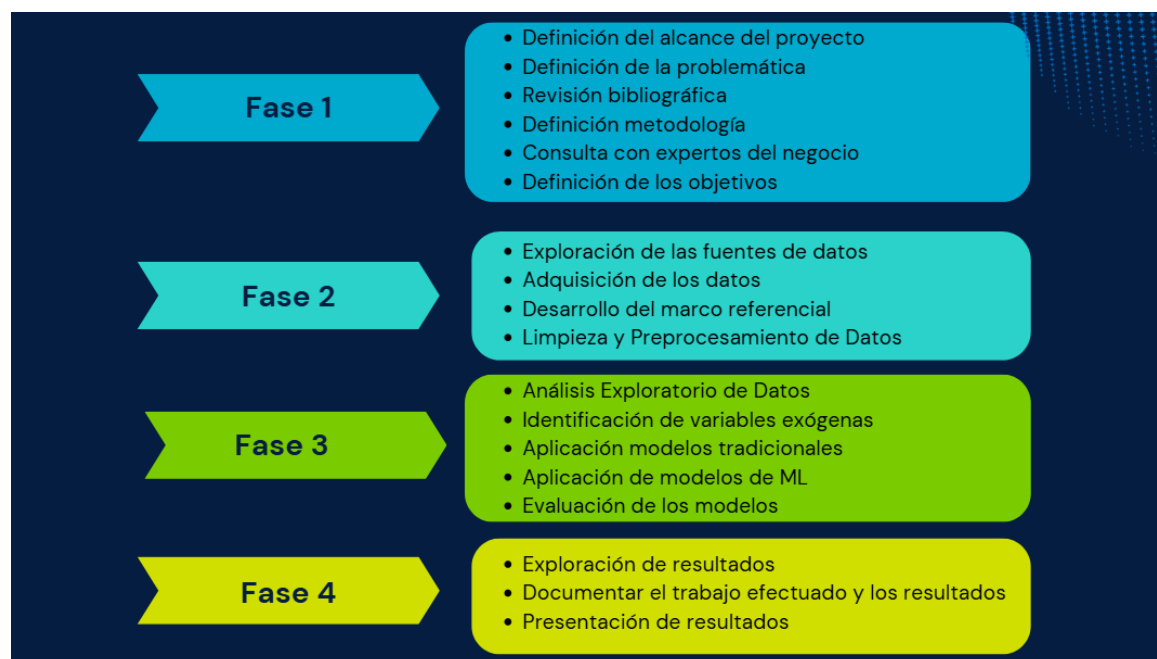 Fase 1
• Definición del alcance del proyecto
• Definición de la problemática
• Revisión bibliográfica
• Definición metodología
• Consulta con expertos del negocio
• Definición de los objetivos
Fase 2
• Exploración de las fuentes de datos
• Adquisición de los datos
• Desarrollo del marco referencial
• Limpieza y Preprocesamiento de Datos
Fase 3
• Análisis Exploratorio de Datos
• Identificación de variables exógenas
• Aplicación modelos tradicionales
• Aplicación de modelos de ML
• Evaluación de los modelos
Fase 4
• Exploración de resultados
• Documentar el trabajo efectuado y los resultados
• Presentación de resultados